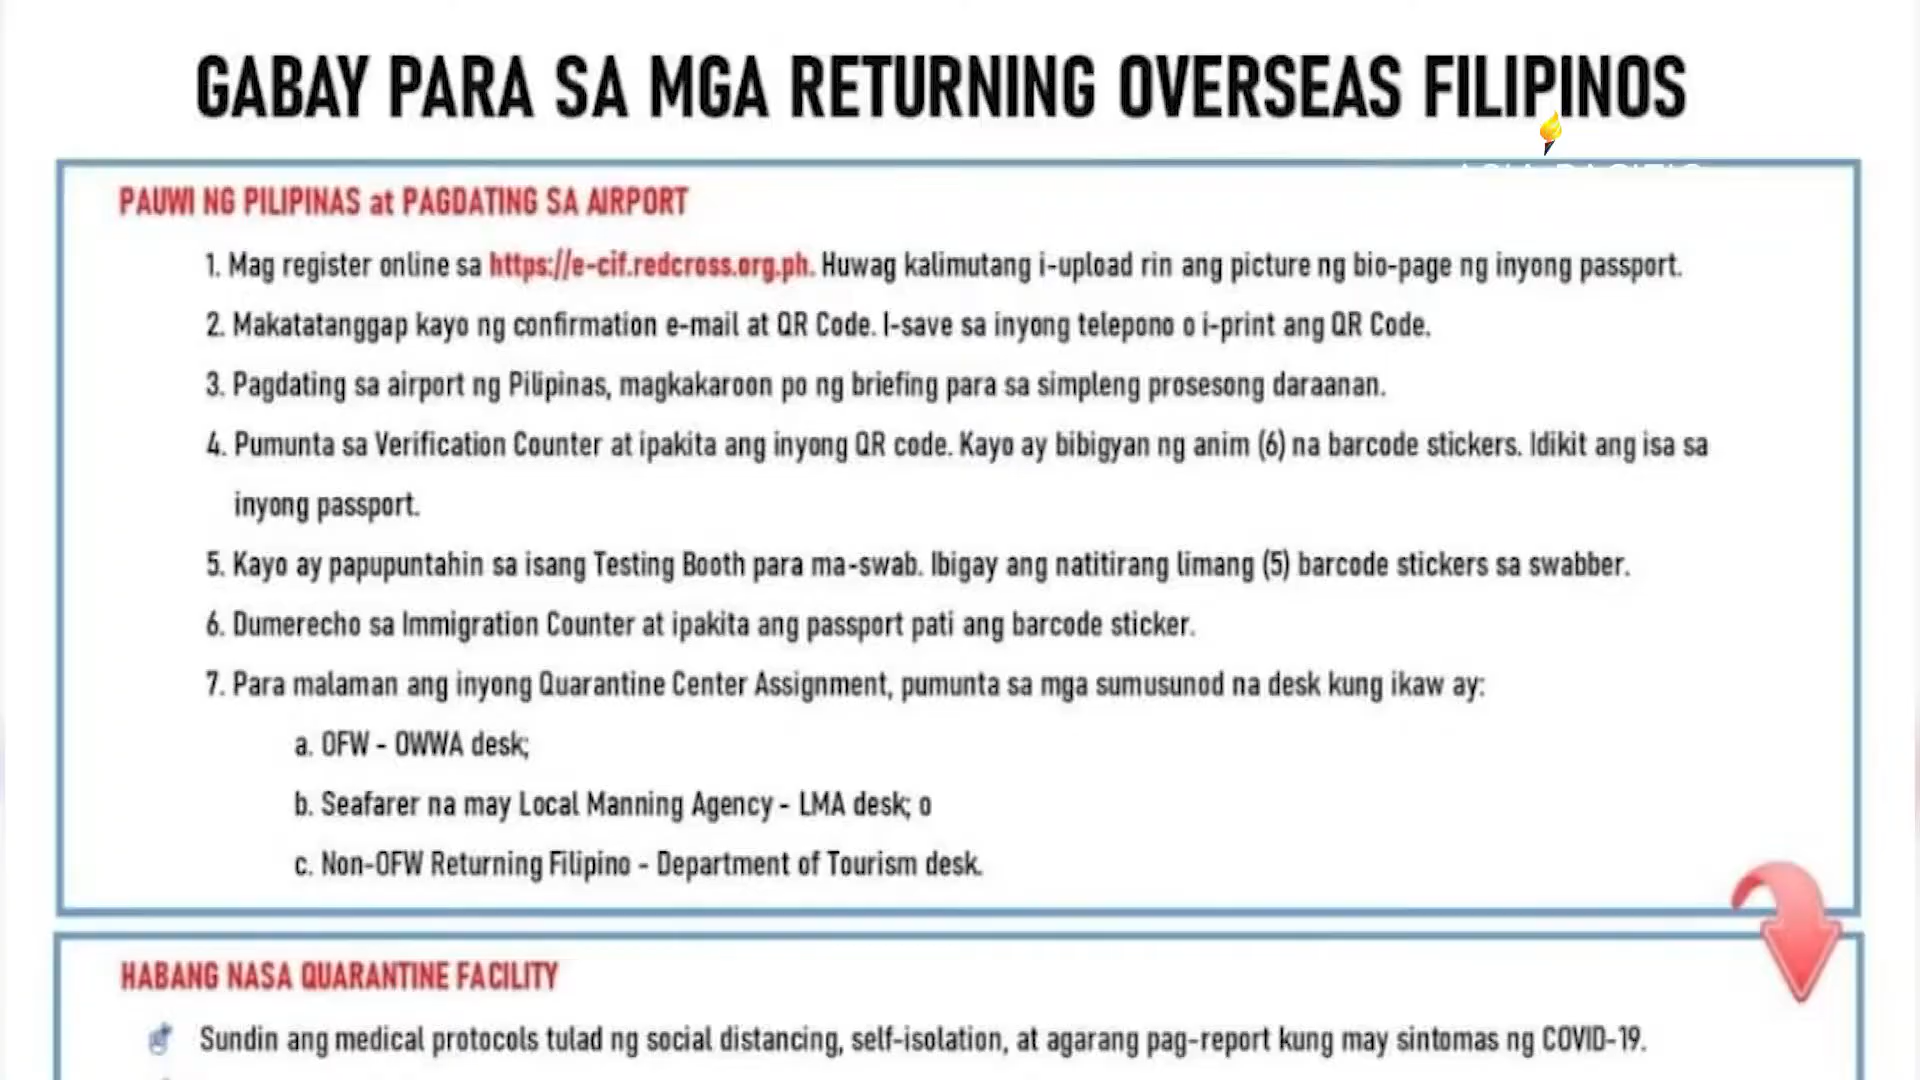 GABAY PARA SA MGA RETURNING OVERSEAS FILIPINOS
PAUWI NG PILIPINAS at PAGDATING SA AIRPORT
1. Mag register online sa https://e-cif.redcross.org.ph. Huwag kalimutang i-upload rin ang picture ng bio-page ng inyong passport.
2. Makatatanggap kayo ng confirmation e-mail at QR Code. I-save sa inyong telepono o i-print ang QR Code.
3. Pagdating sa airport ng Pilipinas, magkakaroon po ng briefing para sa simpleng prosesong daraanan.
4. Pumunta sa Verification Counter at ipakita ang inyong QR code. Kayo ay bibigyan ng anim (6) na barcode stickers. Idikit ang isa sa
inyong passport.
5. Kayo ay papupuntahin sa isang Testing Booth para ma-swab. Ibigay ang natitirang limang (5) barcode stickers sa swabber.
6. Dumerecho sa Immigration Counter at ipakita ang passport pati ang barcode sticker.
7. Para malaman ang inyong Quarantine Center Assignment, pumunta sa mga sumusunod na desk kung ikaw ay:
a. OFW - OWWA desk;
b. Seafarer na may Local Manning Agency - LMA desk; o
c. Non-OFW Returning Filipino - Department of Tourism desk.
HABANG NASA QUARANTINE FACILITY
Sundin ang medical protocols tulad ng social distancing, self-isolation, at agarang pag-report kung may sintomas ng COVID-19.